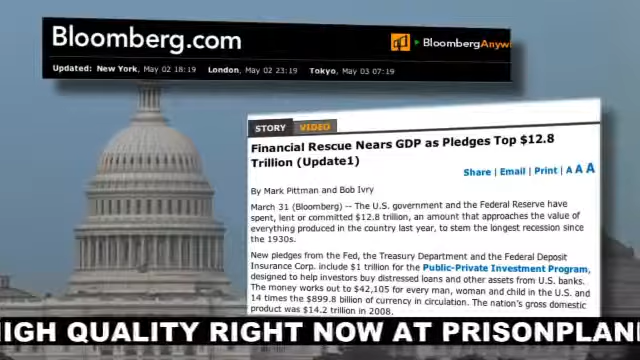 Bloomberg.com
BloombergAnyw
Updated: New York, May 02 18:19 London, May 02 23:19 Tokyo, May 03 07:19
STORY VIDEO
Financial Rescue Nears GDP as Pledges Top $12.8
Trillion (Update1)
Share | Email | Print | A A A
By Mark Pittman and Bob Ivry
March 31 (Bloomberg) -- The U.S. government and the Federal Reserve have
spent, lent or committed $12.8 trillion, an amount that approaches the value of
everything produced in the country last year, to stem the longest recession since
the 1930s.
New pledges from the Fed, the Treasury Department and the Federal Deposit
Insurance Corp. include $1 trillion for the Public-Private Investment Program,
designed to help investors buy distressed loans and other assets from U.S. banks.
The money works out to $42,105 for every man, woman and child in the U.S. and
14 times the $899.8 billion of currency in circulation. The nation's gross domestic
product was $14.2 trillion in 2008.
HIGH QUALITY RIGHT NOW AT PRISONPLAN